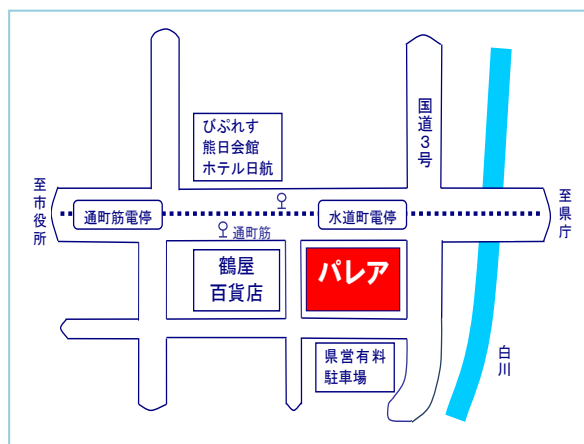 びぷれす
熊日会館
ホテル日航
国道3号
至市役所
通町筋電停
水道町電停
至県庁
通町筋
鶴屋
百貨店
パレア
県営有料
駐車場
白川